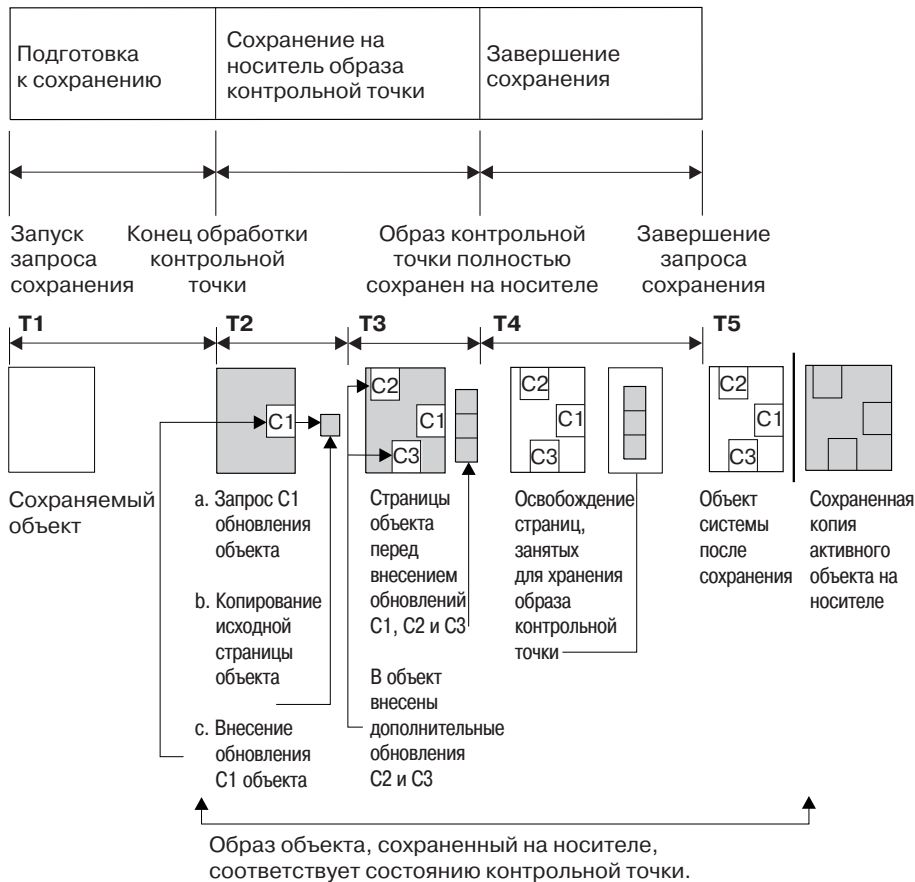 Подготовка
к сохранению
Сохранение на
носитель образа
контрольной точки
Завершение
сохранения
Запуск
запроса
сохранения
Конец обработки
контрольной
точки
Образ контрольной
точки полностью
сохранен на носителе
Завершение
запроса
сохранения
T1
T2
T3
T4
T5
C1
C2
C1
C3
C2
C1
C3
C2
C1
C3
Сохраняемый
объект
a. Запрос C1
обновления
объекта
b. Копирование
исходной
страницы
объекта
c. Внесение
обновления
C1 объекта
Страницы
объекта
перед
внесением
обновлений
C1, C2 и C3
В объект
внесены
дополнительные
обновления
C2 и C3
Освобождение
страниц,
занятых
для хранения
образа
контрольной
точки
Объект
системы
после
сохранения
Сохраненная
копия
активного
объекта на
носителе
Образ объекта, сохраненный на носителе,
соответствует состоянию контрольной точки.